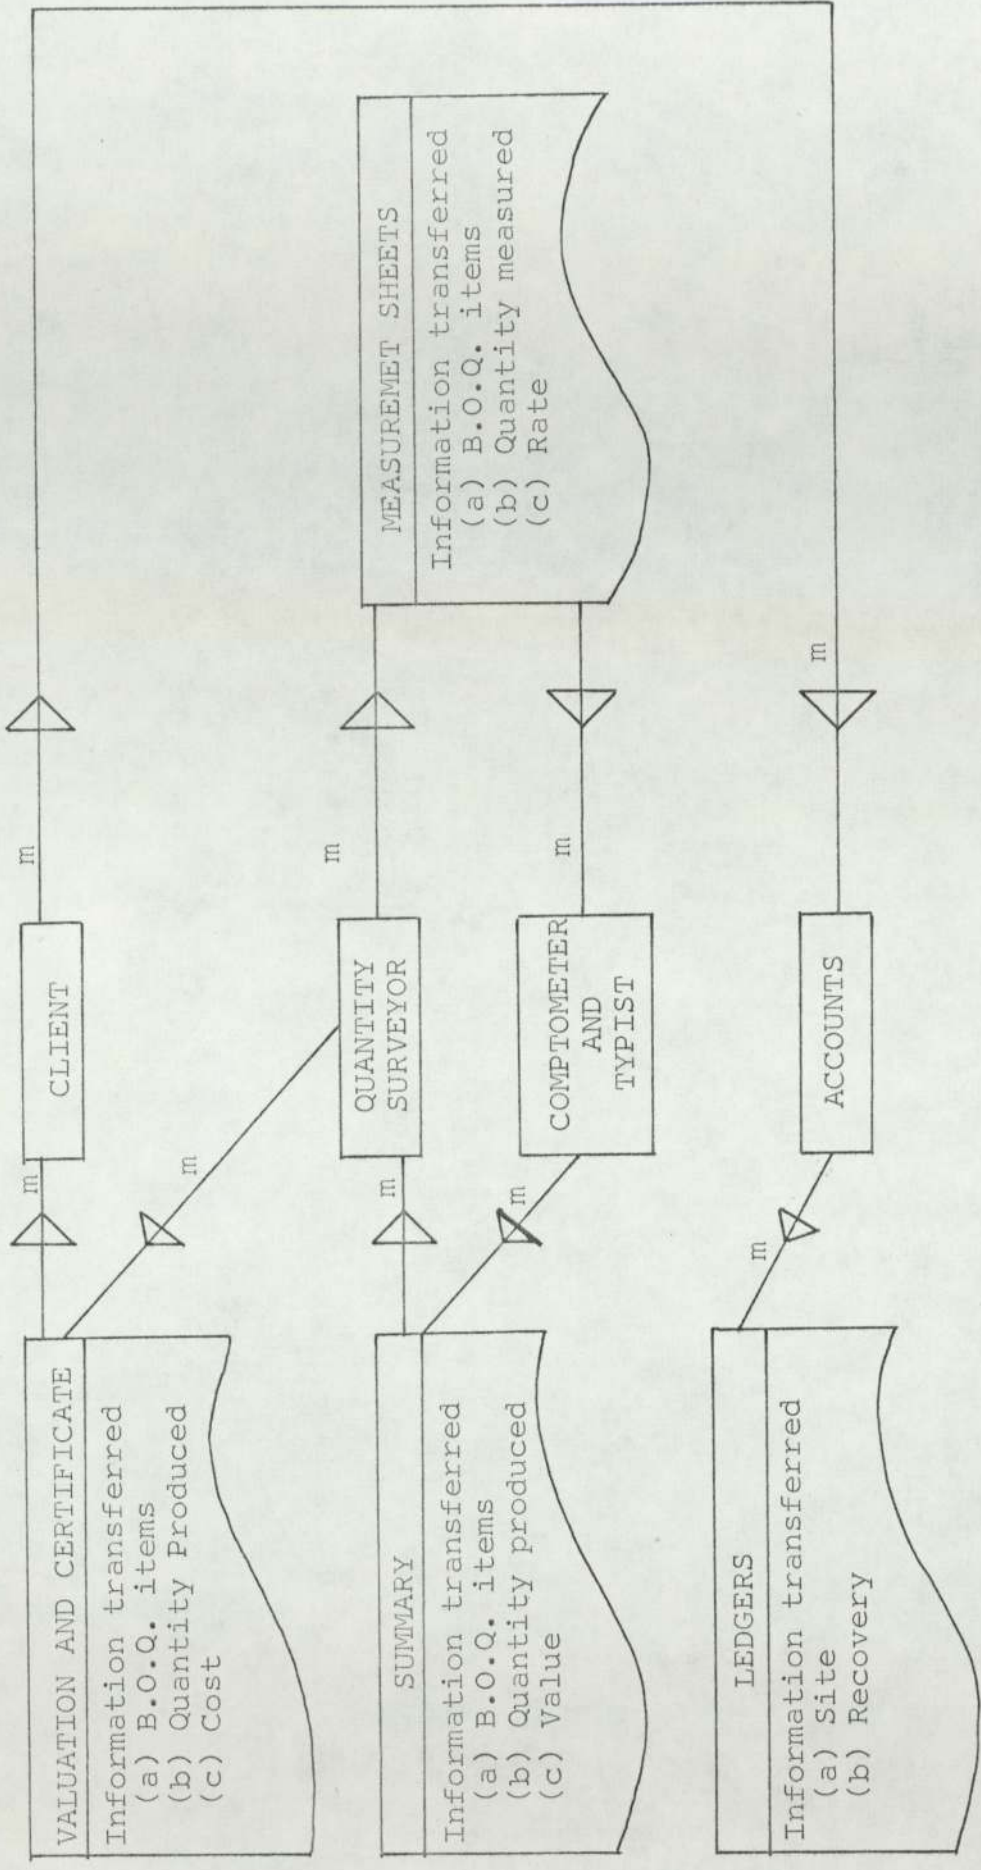 VALUATION AND CERTIFICATE
Information transferred
(a) B.O.Q. items
(b) Quantity Produced
(c) Cost
m
CLIENT
m
m
SUMMARY
Information transferred
(a) B.O.Q. items
(b) Quantity produced
(c) Value
m
QUANTITY
SURVEYOR
m
MEASUREMET SHEETS
Information transferred
(a) B.O.Q. items
(b) Quantity measured
(c) Rate
m
COMPTOMETER
AND
TYPIST
m
LEDGERS
Information transferred
(a) Site
(b) Recovery
m
ACCOUNTS
m